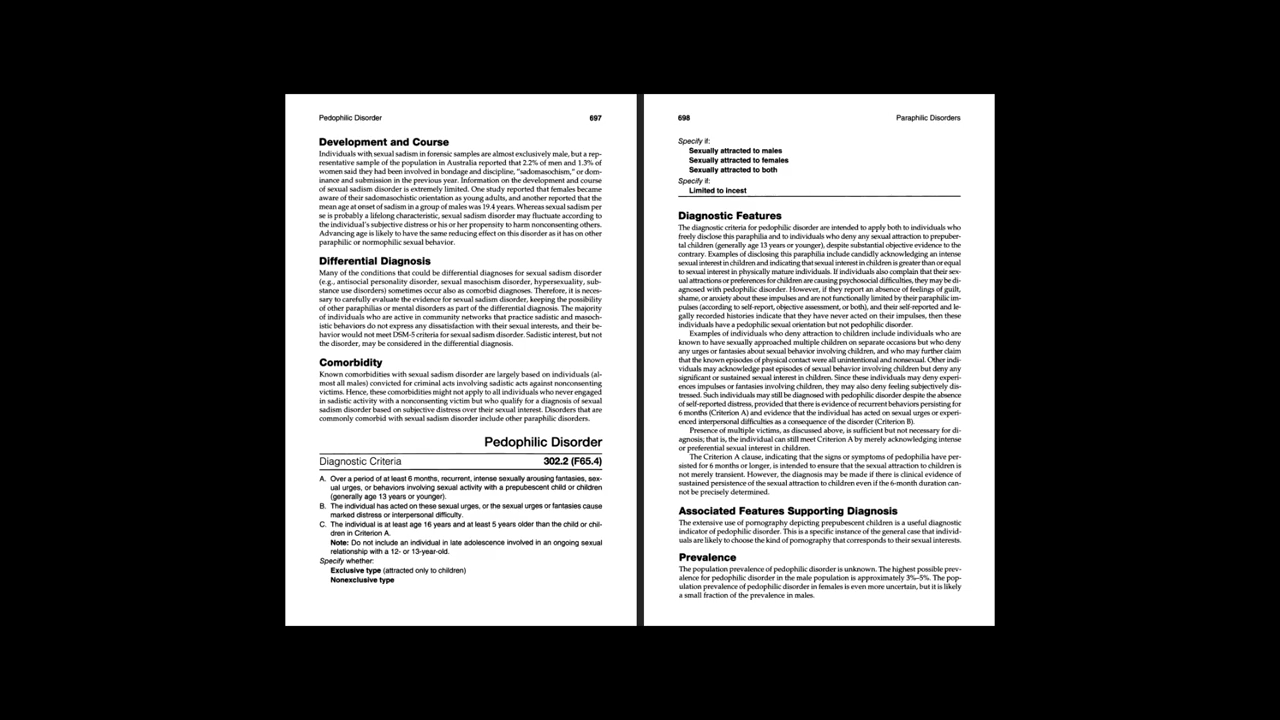 Pedophilic Disorder
697
Development and Course
Individuals with sexual sadism in forensic samples are almost exclusively male, but a rep-
resentative sample of the population in Australia reported that 2.2% of men and 1.3% of
women said they had been involved in bondage and discipline, "sadomasochism," or dom-
inance and submission in the previous year. Information on the development and course
of sexual sadism disorder is extremely limited. One study reported that females became
aware of their sadomasochistic orientation as young adults, and another reported that the
mean age at onset of sadism in a group of males was 19.4 years. Whereas sexual sadism per
se is probably a lifelong characteristic, sexual sadism disorder may fluctuate according to
the individual's subjective distress or his or her propensity to harm nonconsenting others.
Advancing age is likely to have the same reducing effect on this disorder as it has on other
paraphilic or normophilic sexual behavior.
Differential Diagnosis
Many of the conditions that could be differential diagnoses for sexual sadism disorder
(e.g., antisocial personality disorder, sexual masochism disorder, hypersexuality, sub-
stance use disorders) sometimes occur also as comorbid diagnoses. Therefore, it is neces-
sary to carefully evaluate the evidence for sexual sadism disorder, keeping the possibility
of other paraphilias or mental disorders as part of the differential diagnosis. The majority
of individuals who are active in community networks that practice sadistic and masoch-
istic behaviors do not express any dissatisfaction with their sexual interests, and their be-
havior would not meet DSM-5 criteria for sexual sadism disorder. Sadistic interest, but not
the disorder, may be considered in the differential diagnosis.
Comorbidity
Known comorbidities with sexual sadism disorder are largely based on individuals (al-
most all males) convicted for criminal acts involving sadistic acts against nonconsenting
victims. Hence, these comorbidities might not apply to all individuals who never engaged
in sadistic activity with a nonconsenting victim but who qualify for a diagnosis of sexual
sadism disorder based on subjective distress over their sexual interest. Disorders that are
commonly comorbid with sexual sadism disorder include other paraphilic disorders.
Pedophilic Disorder
Diagnostic Criteria 302.2 (F65.4)
A. Over a period of at least 6 months, recurrent, intense sexually arousing fantasies, sex-
ual urges, or behaviors involving sexual activity with a prepubescent child or children
(generally age 13 years or younger).
B. The individual has acted on these sexual urges, or the sexual urges or fantasies cause
marked distress or interpersonal difficulty.
C. The individual is at least age 16 years and at least 5 years older than the child or chil-
dren in Criterion A.
Note: Do not include an individual in late adolescence involved in an ongoing sexual
relationship with a 12- or 13-year-old.
Specify whether:
Exclusive type (attracted only to children)
Nonexclusive type
698
Paraphilic Disorders
Specify if:
Sexually attracted to males
Sexually attracted to females
Sexually attracted to both
Specify if:
Limited to incest
Diagnostic Features
The diagnostic criteria for pedophilic disorder are intended to apply both to individuals who
freely disclose this paraphilia and to individuals who deny any sexual attraction to prepuber-
tal children (generally age 13 years or younger), despite substantial objective evidence to the
contrary. Examples of disclosing this paraphilia include candidly acknowledging an intense
sexual interest in children and indicating that sexual interest in children is greater than or equal
to sexual interest in physically mature individuals. If individuals also complain that their sex-
ual attractions or preferences for children are causing psychosocial difficulties, they may be di-
agnosed with pedophilic disorder. However, if they report an absence of feelings of guilt,
shame, or anxiety about these impulses and are not functionally limited by their paraphilic im-
pulses (according to self-report, objective assessment, or both), and their self-reported and le-
gally recorded histories indicate that they have never acted on their impulses, then these
individuals have a pedophilic sexual orientation but not pedophilic disorder.
Examples of individuals who deny attraction to children include individuals who are
known to have sexually approached multiple children on separate occasions but who deny
any urges or fantasies about sexual behavior involving children, and who may further claim
that the known episodes of physical contact were all unintentional and nonsexual. Other indi-
viduals may acknowledge past episodes of sexual behavior involving children but deny any
significant or sustained sexual interest in children. Since these individuals may deny experi-
ences impulses or fantasies involving children, they may also deny feeling subjectively dis-
tressed. Such individuals may still be diagnosed with pedophilic disorder despite the absence
of self-reported distress, provided that there is evidence of recurrent behaviors persisting for
6 months (Criterion A) and evidence that the individual has acted on sexual urges or experi-
enced interpersonal difficulties as a consequence of the disorder (Criterion B).
Presence of multiple victims, as discussed above, is sufficient but not necessary for di-
agnosis; that is, the individual can still meet Criterion A by merely acknowledging intense
or preferential sexual interest in children.
The Criterion A clause, indicating that the signs or symptoms of pedophilia have per-
sisted for 6 months or longer, is intended to ensure that the sexual attraction to children is
not merely transient. However, the diagnosis may be made if there is clinical evidence of
sustained persistence of the sexual attraction to children even if the 6-month duration can-
not be precisely determined.
Associated Features Supporting Diagnosis
The extensive use of pornography depicting prepubescent children is a useful diagnostic
indicator of pedophilic disorder. This is a specific instance of the general case that individ-
uals are likely to choose the kind of pornography that corresponds to their sexual interests.
Prevalence
The population prevalence of pedophilic disorder is unknown. The highest possible prev-
alence for pedophilic disorder in the male population is approximately 3%–5%. The pop-
ulation prevalence of pedophilic disorder in females is even more uncertain, but it is likely
a small fraction of the prevalence in males.